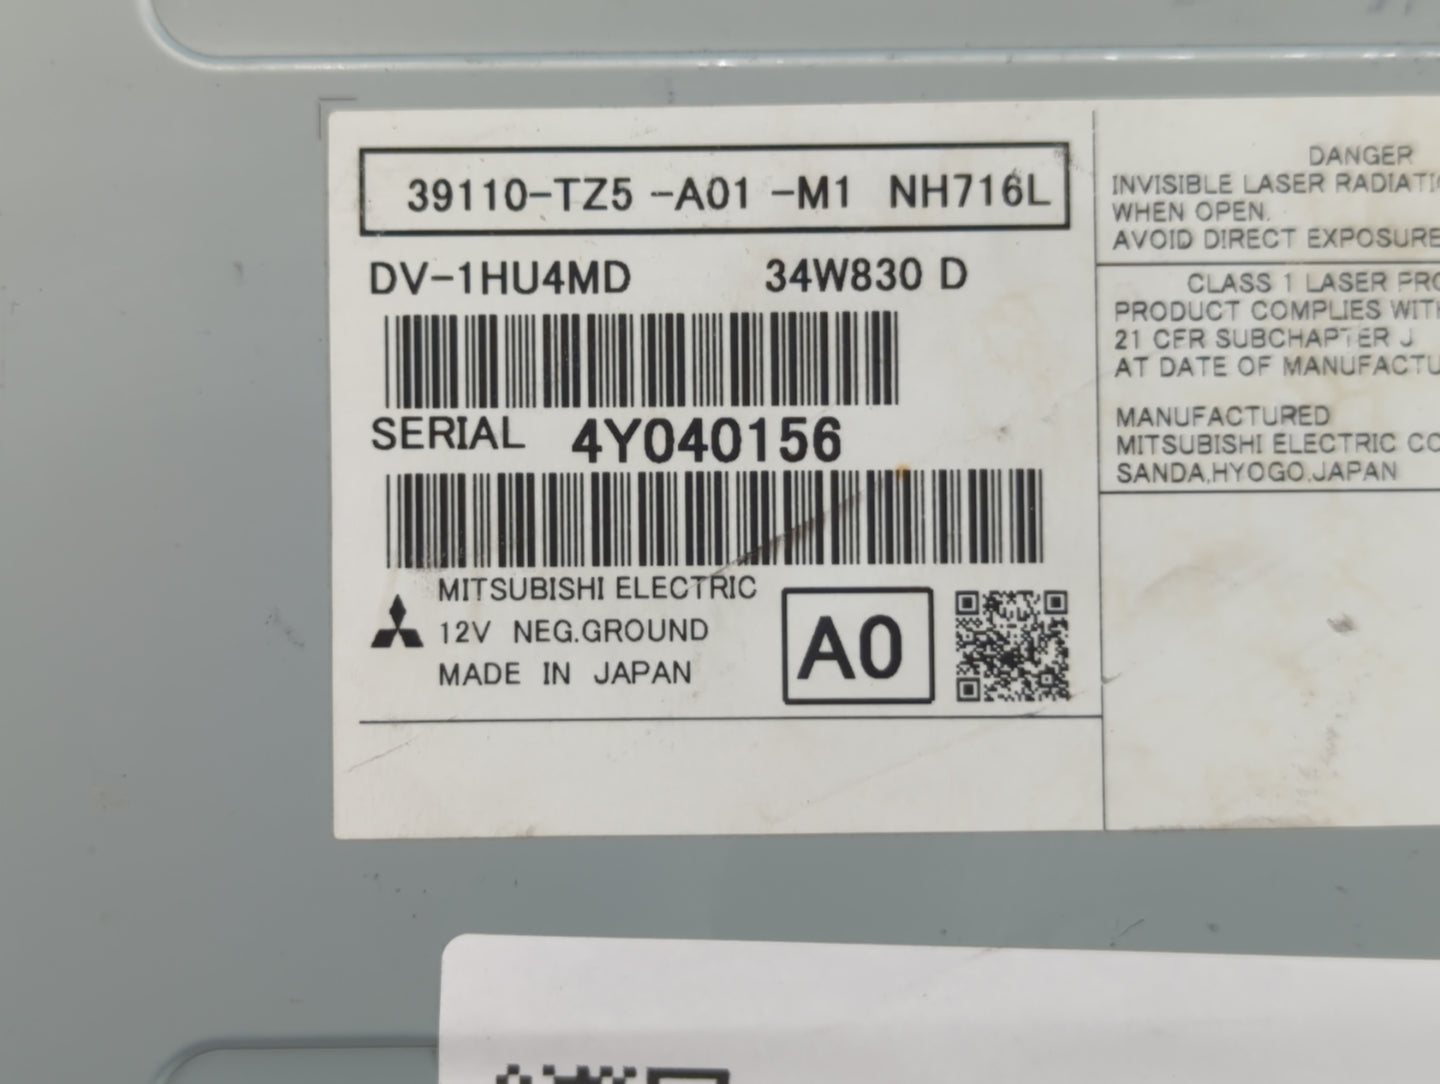 39110-TZ5 -A01 -M1 NH716L
DV-1HU4MD 34W830 D
SERIAL 4Y040156
MITSUBISHI ELECTRIC
12V NEG.GROUND
MADE IN JAPAN
A0
DANGER
INVISIBLE LASER
WHEN OPEN.
AVOID DIRECT EXPOSURE
CLASS 1 LASER
PRODUCT COMPLIES
21 CFR SUBCHAPTER J
AT DATE OF
MANUFACTURED
MITSUBISHI ELECTRIC
SANDA,HYOGO,JAPAN